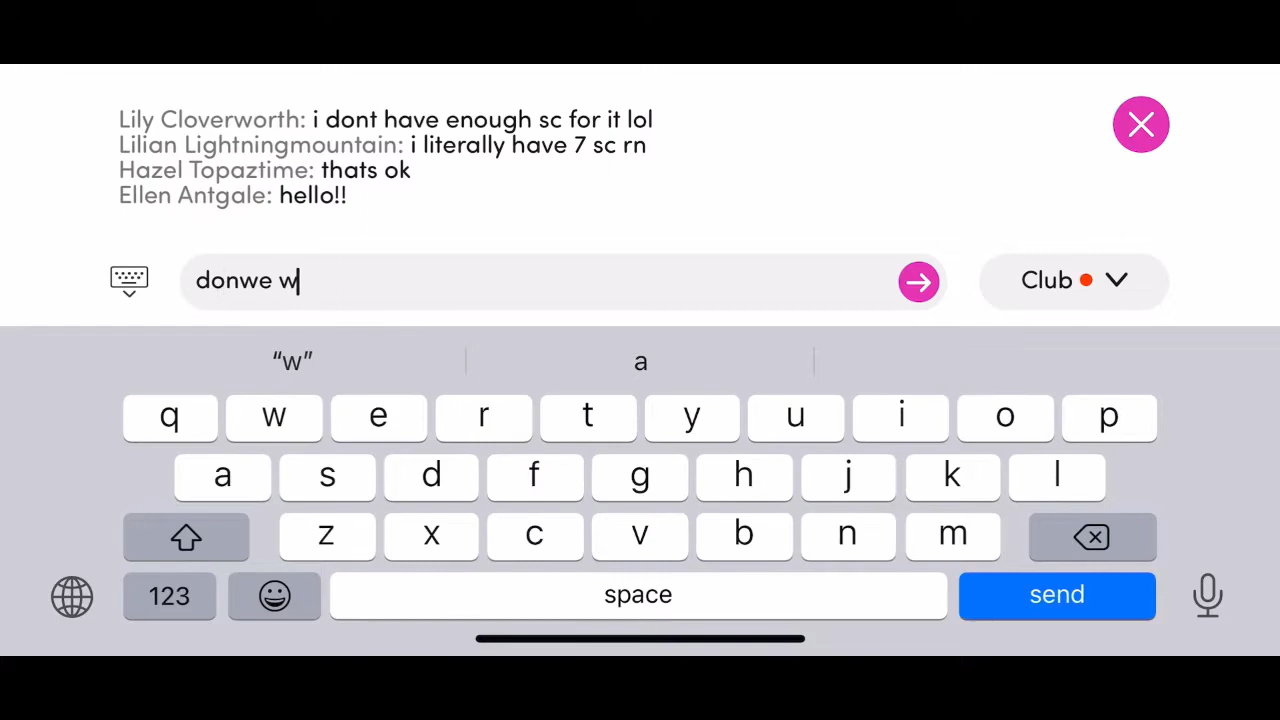 Lily Cloverworth: i dont have enough sc for it lol
Lilian Lightningmountain: i literally have 7 sc rn
Hazel Topaztime: thats ok
Ellen Antgale: hello!!
donwe w
Club
“w” a
q w e r t y u i o p
a s d f g h j k l
z x c v b n m
123 space send